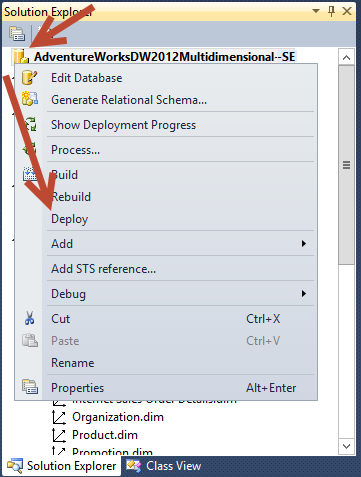 Solution Explorer
AdventureWorksDW2012Multidimensional--SE
Edit Database
Generate Relational Schema...
Show Deployment Progress
Process...
Build
Rebuild
Deploy
Add
Add STS reference...
Debug
Cut Ctrl+X
Paste Ctrl+V
Rename
Properties Alt+Enter
Internet Sales Order Details.dim
Organization.dim
Product.dim
Promotion.dim
Solution Explorer Class View